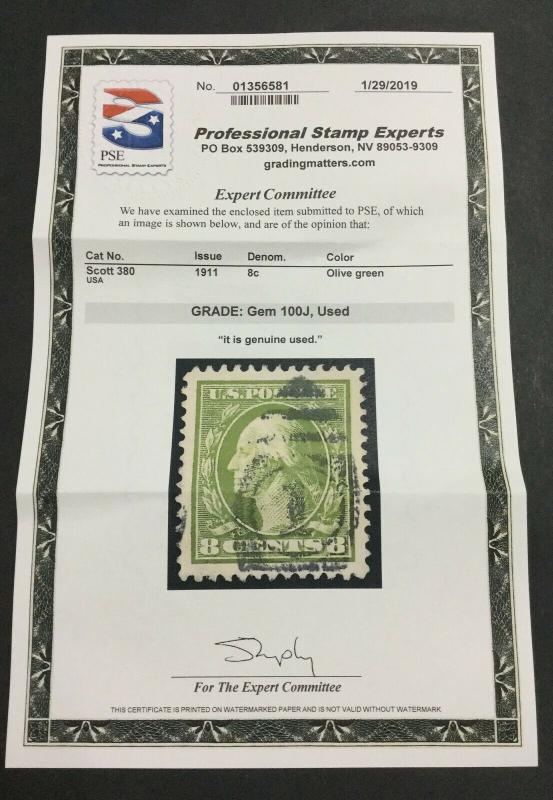 No. 01356581 1/29/2019
PSE
PROFESSIONAL STAMP EXPERTS
Professional Stamp Experts
PO Box 539309, Henderson, NV 89053-9309
gradingmatters.com
Expert Committee
We have examined the enclosed item submitted to PSE, of which
an image is shown below, and are of the opinion that:
Cat No. Issue Denom. Color
Scott 380 1911 8c Olive green
USA
GRADE: Gem 100J, Used
"it is genuine used."
U.S. POSTAGE
8 CENTS 8
For The Expert Committee
THIS CERTIFICATE IS PRINTED ON WATERMARKED PAPER AND IS NOT VALID WITHOUT WATERMARK